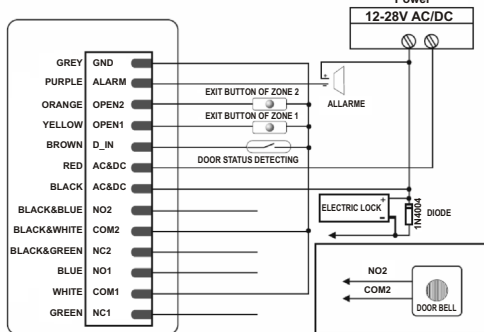 Power
12-28V AC/DC
GREY GND
PURPLE ALARM
ORANGE OPEN2
YELLOW OPEN1
BROWN D_IN
RED AC&DC
BLACK AC&DC
BLACK&BLUE NO2
BLACK&WHITE COM2
BLACK&GREEN NC2
BLUE NO1
WHITE COM1
GREEN NC1
EXIT BUTTON OF ZONE 2
EXIT BUTTON OF ZONE 1
DOOR STATUS DETECTING
+
-
ALLARME
ELECTRIC LOCK
+
-
1N4004
DIODE
NO2
COM2
DOOR BELL